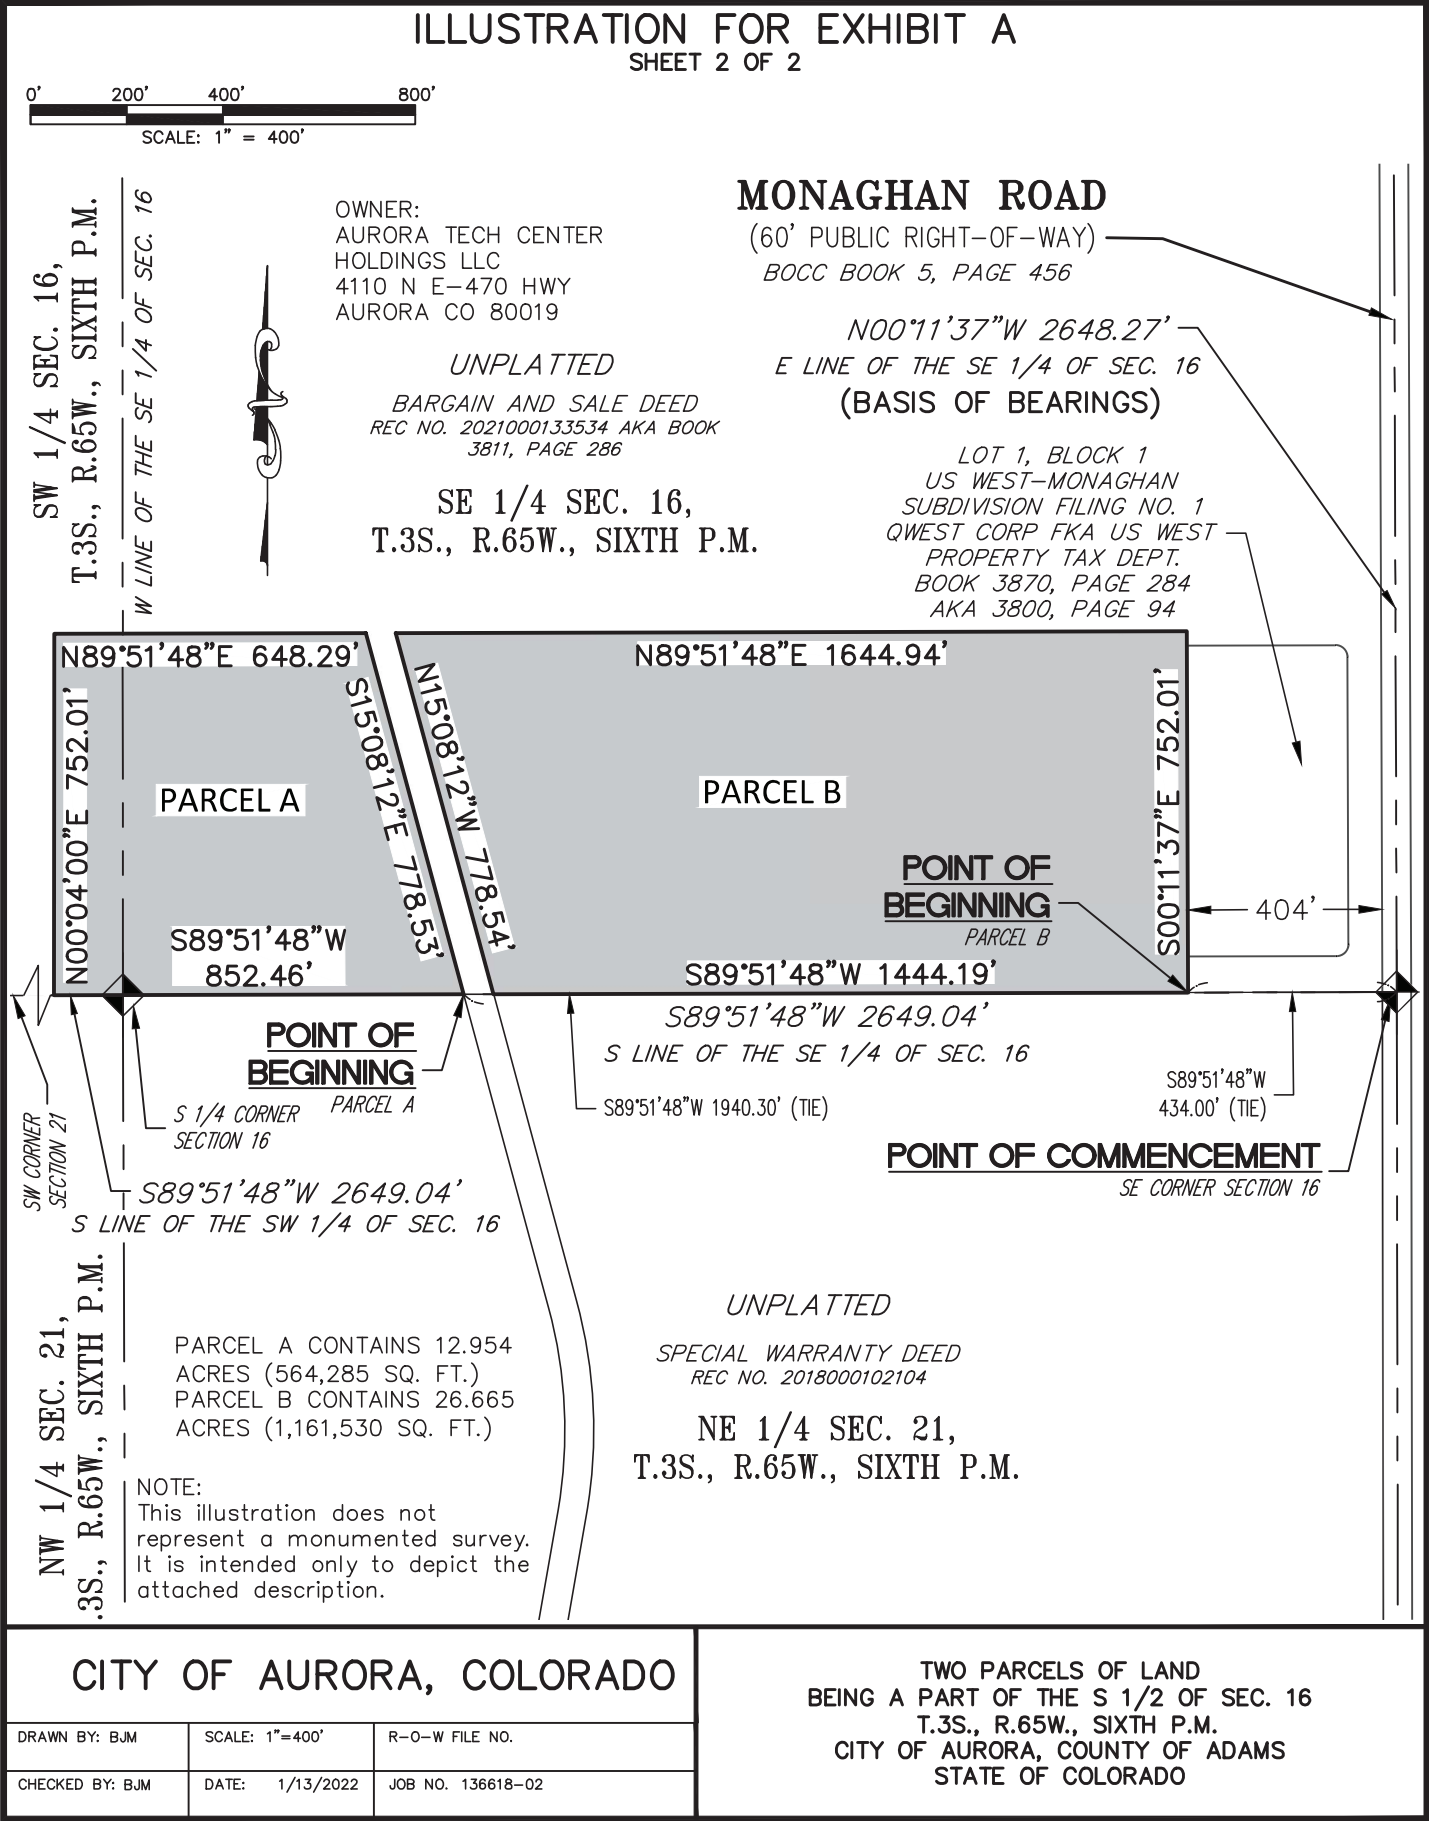 ILLUSTRATION FOR EXHIBIT A
SHEET 2 OF 2
0' 200' 400' 800'
SCALE: 1" = 400'
SW 1/4 SEC. 16,
T.3S., R.65W., SIXTH P.M.
W LINE OF THE SE 1/4 OF SEC. 16
OWNER:
AURORA TECH CENTER
HOLDINGS LLC
4110 N E-470 HWY
AURORA CO 80019
UNPLATTED
BARGAIN AND SALE DEED
REC NO. 2021000133534 AKA BOOK
3811, PAGE 286
SE 1/4 SEC. 16,
T.3S., R.65W., SIXTH P.M.
MONAGHAN ROAD
(60' PUBLIC RIGHT-OF-WAY)
BOCC BOOK 5, PAGE 456
N00°11'37"W 2648.27'
E LINE OF THE SE 1/4 OF SEC. 16
(BASIS OF BEARINGS)
LOT 1, BLOCK 1
US WEST-MONAGHAN
SUBDIVISION FILING NO. 1
QWEST CORP FKA US WEST
PROPERTY TAX DEPT.
BOOK 3870, PAGE 284
AKA 3800, PAGE 94
N89°51'48"E 648.29'
N00°04'00"E 752.01'
PARCEL A
S15°08'12"E 778.53'
S89°51'48"W
852.46'
N15°08'12"W 778.54'
N89°51'48"E 1644.94'
PARCEL B
S00°11'37"E 752.01'
POINT OF
BEGINNING
PARCEL B
404'
S89°51'48"W 1444.19'
S89°51'48"W 2649.04'
S LINE OF THE SE 1/4 OF SEC. 16
POINT OF
BEGINNING
PARCEL A
S 1/4 CORNER
SECTION 16
S89°51'48"W 1940.30' (TIE)
S89°51'48"W
434.00' (TIE)
SW CORNER
SECTION 21
POINT OF COMMENCEMENT
SE CORNER SECTION 16
S89°51'48"W 2649.04'
S LINE OF THE SW 1/4 OF SEC. 16
NW 1/4 SEC. 21,
.3S., R.65W., SIXTH P.M.
PARCEL A CONTAINS 12.954
ACRES (564,285 SQ. FT.)
PARCEL B CONTAINS 26.665
ACRES (1,161,530 SQ. FT.)
NOTE:
This illustration does not
represent a monumented survey.
It is intended only to depict the
attached description.
UNPLATTED
SPECIAL WARRANTY DEED
REC NO. 2018000102104
NE 1/4 SEC. 21,
T.3S., R.65W., SIXTH P.M.
CITY OF AURORA, COLORADO
DRAWN BY: BJM SCALE: 1"=400' R-O-W FILE NO.
CHECKED BY: BJM DATE: 1/13/2022 JOB NO. 136618-02
TWO PARCELS OF LAND
BEING A PART OF THE S 1/2 OF SEC. 16
T.3S., R.65W., SIXTH P.M.
CITY OF AURORA, COUNTY OF ADAMS
STATE OF COLORADO